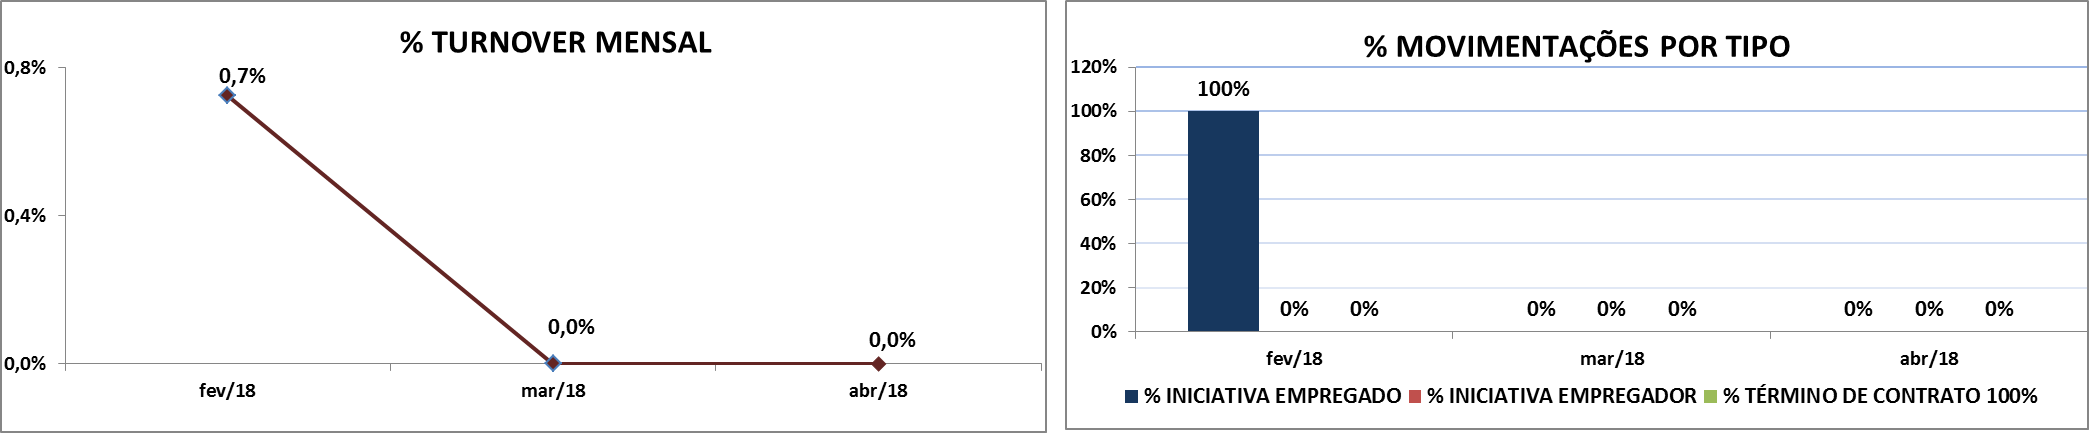 % TURNOVER MENSAL
0,8%
0,7%
0,4%
0,0%
0,0%
0,0%
fev/18 mar/18 abr/18
% MOVIMENTAÇÕES POR TIPO
120%
100%
100%
80%
60%
40%
20%
0% 0% 0% 0% 0% 0% 0% 0%
0%
fev/18 mar/18 abr/18
% INICIATIVA EMPREGADO % INICIATIVA EMPREGADOR % TÉRMINO DE CONTRATO 100%